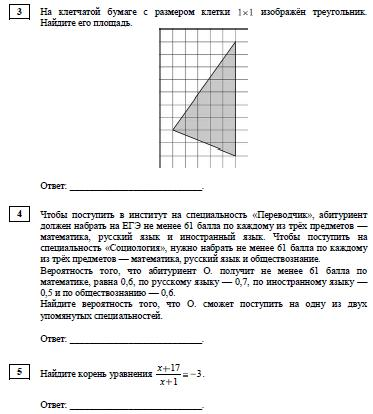 3
На клетчатой бумаге с размером клетки 1×1 изображён треугольник.
Найдите его площадь.
Ответ: ____________________________.
4
Чтобы поступить в институт на специальность «Переводчик», абитуриент
должен набрать на ЕГЭ не менее 61 балла по каждому из трёх предметов —
математика, русский язык и иностранный язык. Чтобы поступить на
специальность «Социология», нужно набрать не менее 61 балла по каждому
из трёх предметов — математика, русский язык и обществознание.
Вероятность того, что абитуриент О. получит не менее 61 балла по
математике, равна 0,6, по русскому языку — 0,7, по иностранному языку —
0,5 и по обществознанию — 0,6.
Найдите вероятность того, что О. сможет поступить на одну из двух
упомянутых специальностей.
Ответ: ____________________________.
5
Найдите корень уравнения (x+17)/(x+1) = −3.
Ответ: ____________________________.